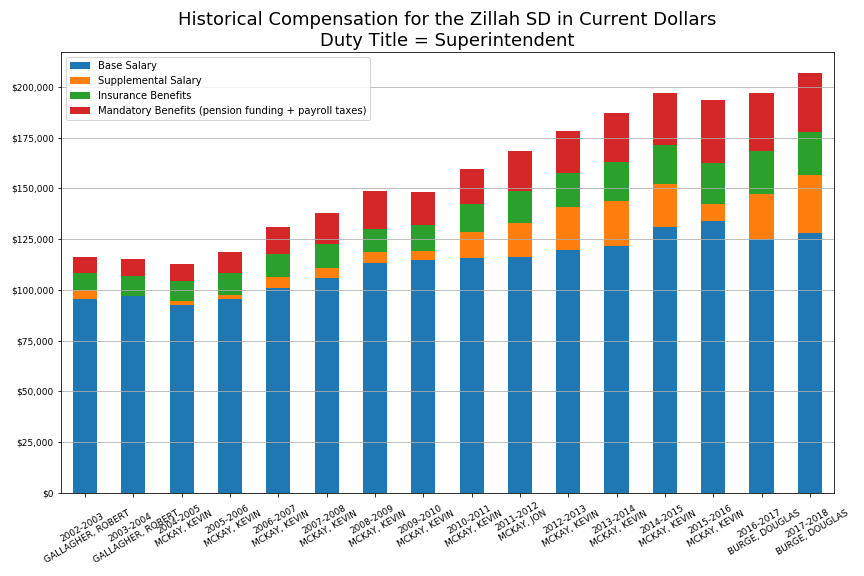 Historical Compensation for the Zillah SD in Current Dollars
Duty Title = Superintendent
Base Salary
Supplemental Salary
Insurance Benefits
Mandatory Benefits (pension funding + payroll taxes)
$200,000
$175,000
$150,000
$125,000
$100,000
$75,000
$50,000
$25,000
$0
2002-2003
GALLAGHER, ROBERT
2003-2004
GALLAGHER, ROBERT
2004-2005
MCKAY, KEVIN
2005-2006
MCKAY, KEVIN
2006-2007
MCKAY, KEVIN
2007-2008
MCKAY, KEVIN
2008-2009
MCKAY, KEVIN
2009-2010
MCKAY, KEVIN
2010-2011
MCKAY, KEVIN
2011-2012
MCKAY, JON
2012-2013
MCKAY, KEVIN
2013-2014
MCKAY, KEVIN
2014-2015
MCKAY, KEVIN
2015-2016
MCKAY, KEVIN
2016-2017
BURGE, DOUGLAS
2017-2018
BURGE, DOUGLAS